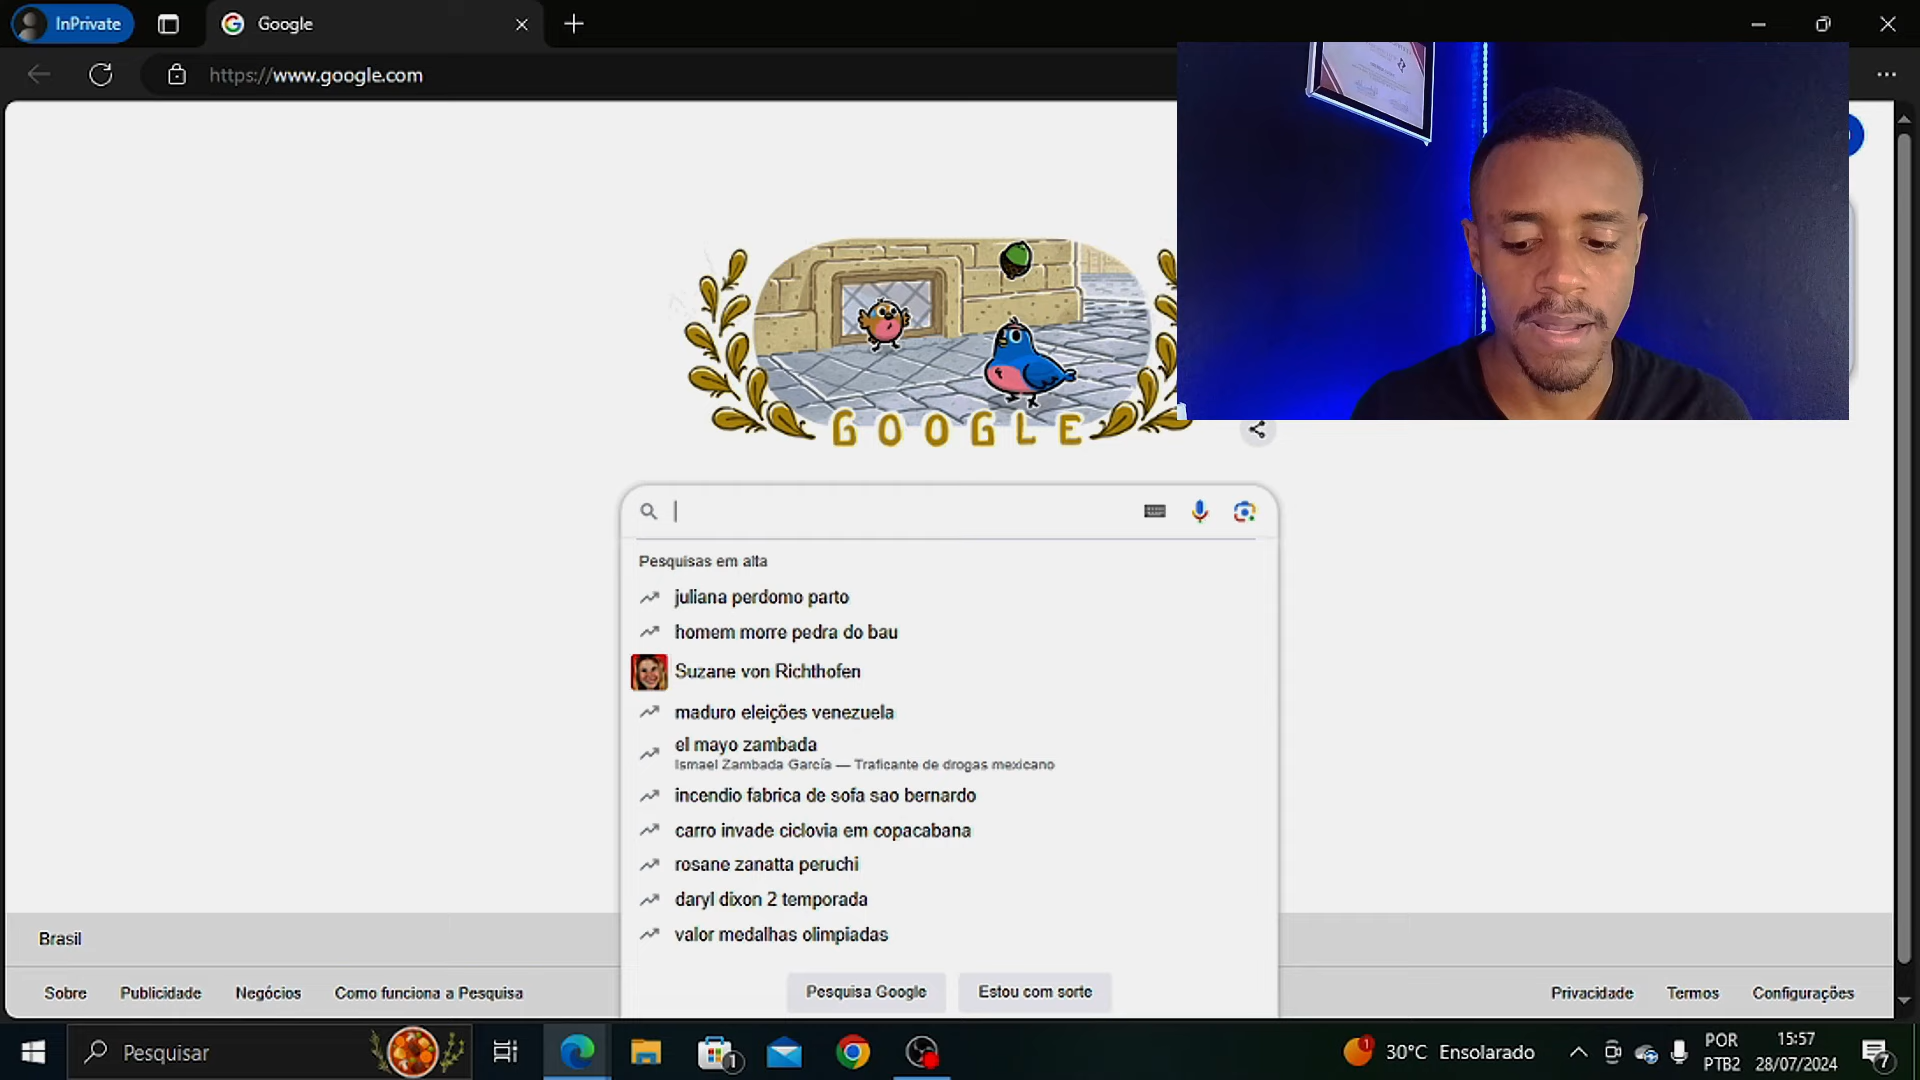 InPrivate
Google
https://www.google.com
GOOGLE
Pesquisas em alta
juliana perdomo parto
homem morre pedra do bau
Suzane von Richthofen
maduro eleições venezuela
el mayo zambada
Ismael Zambada García — Traficante de drogas mexicano
incendio fabrica de sofa sao bernardo
carro invade ciclovia em copacabana
rosane zanatta peruchi
daryl dixon 2 temporada
valor medalhas olimpiadas
Pesquisa Google
Estou com sorte
Brasil
Sobre
Publicidade
Negócios
Como funciona a Pesquisa
Privacidade
Termos
Configurações
Pesquisar
1
1
30°C Ensolarado
POR
PTB2
15:57
28/07/2024
7